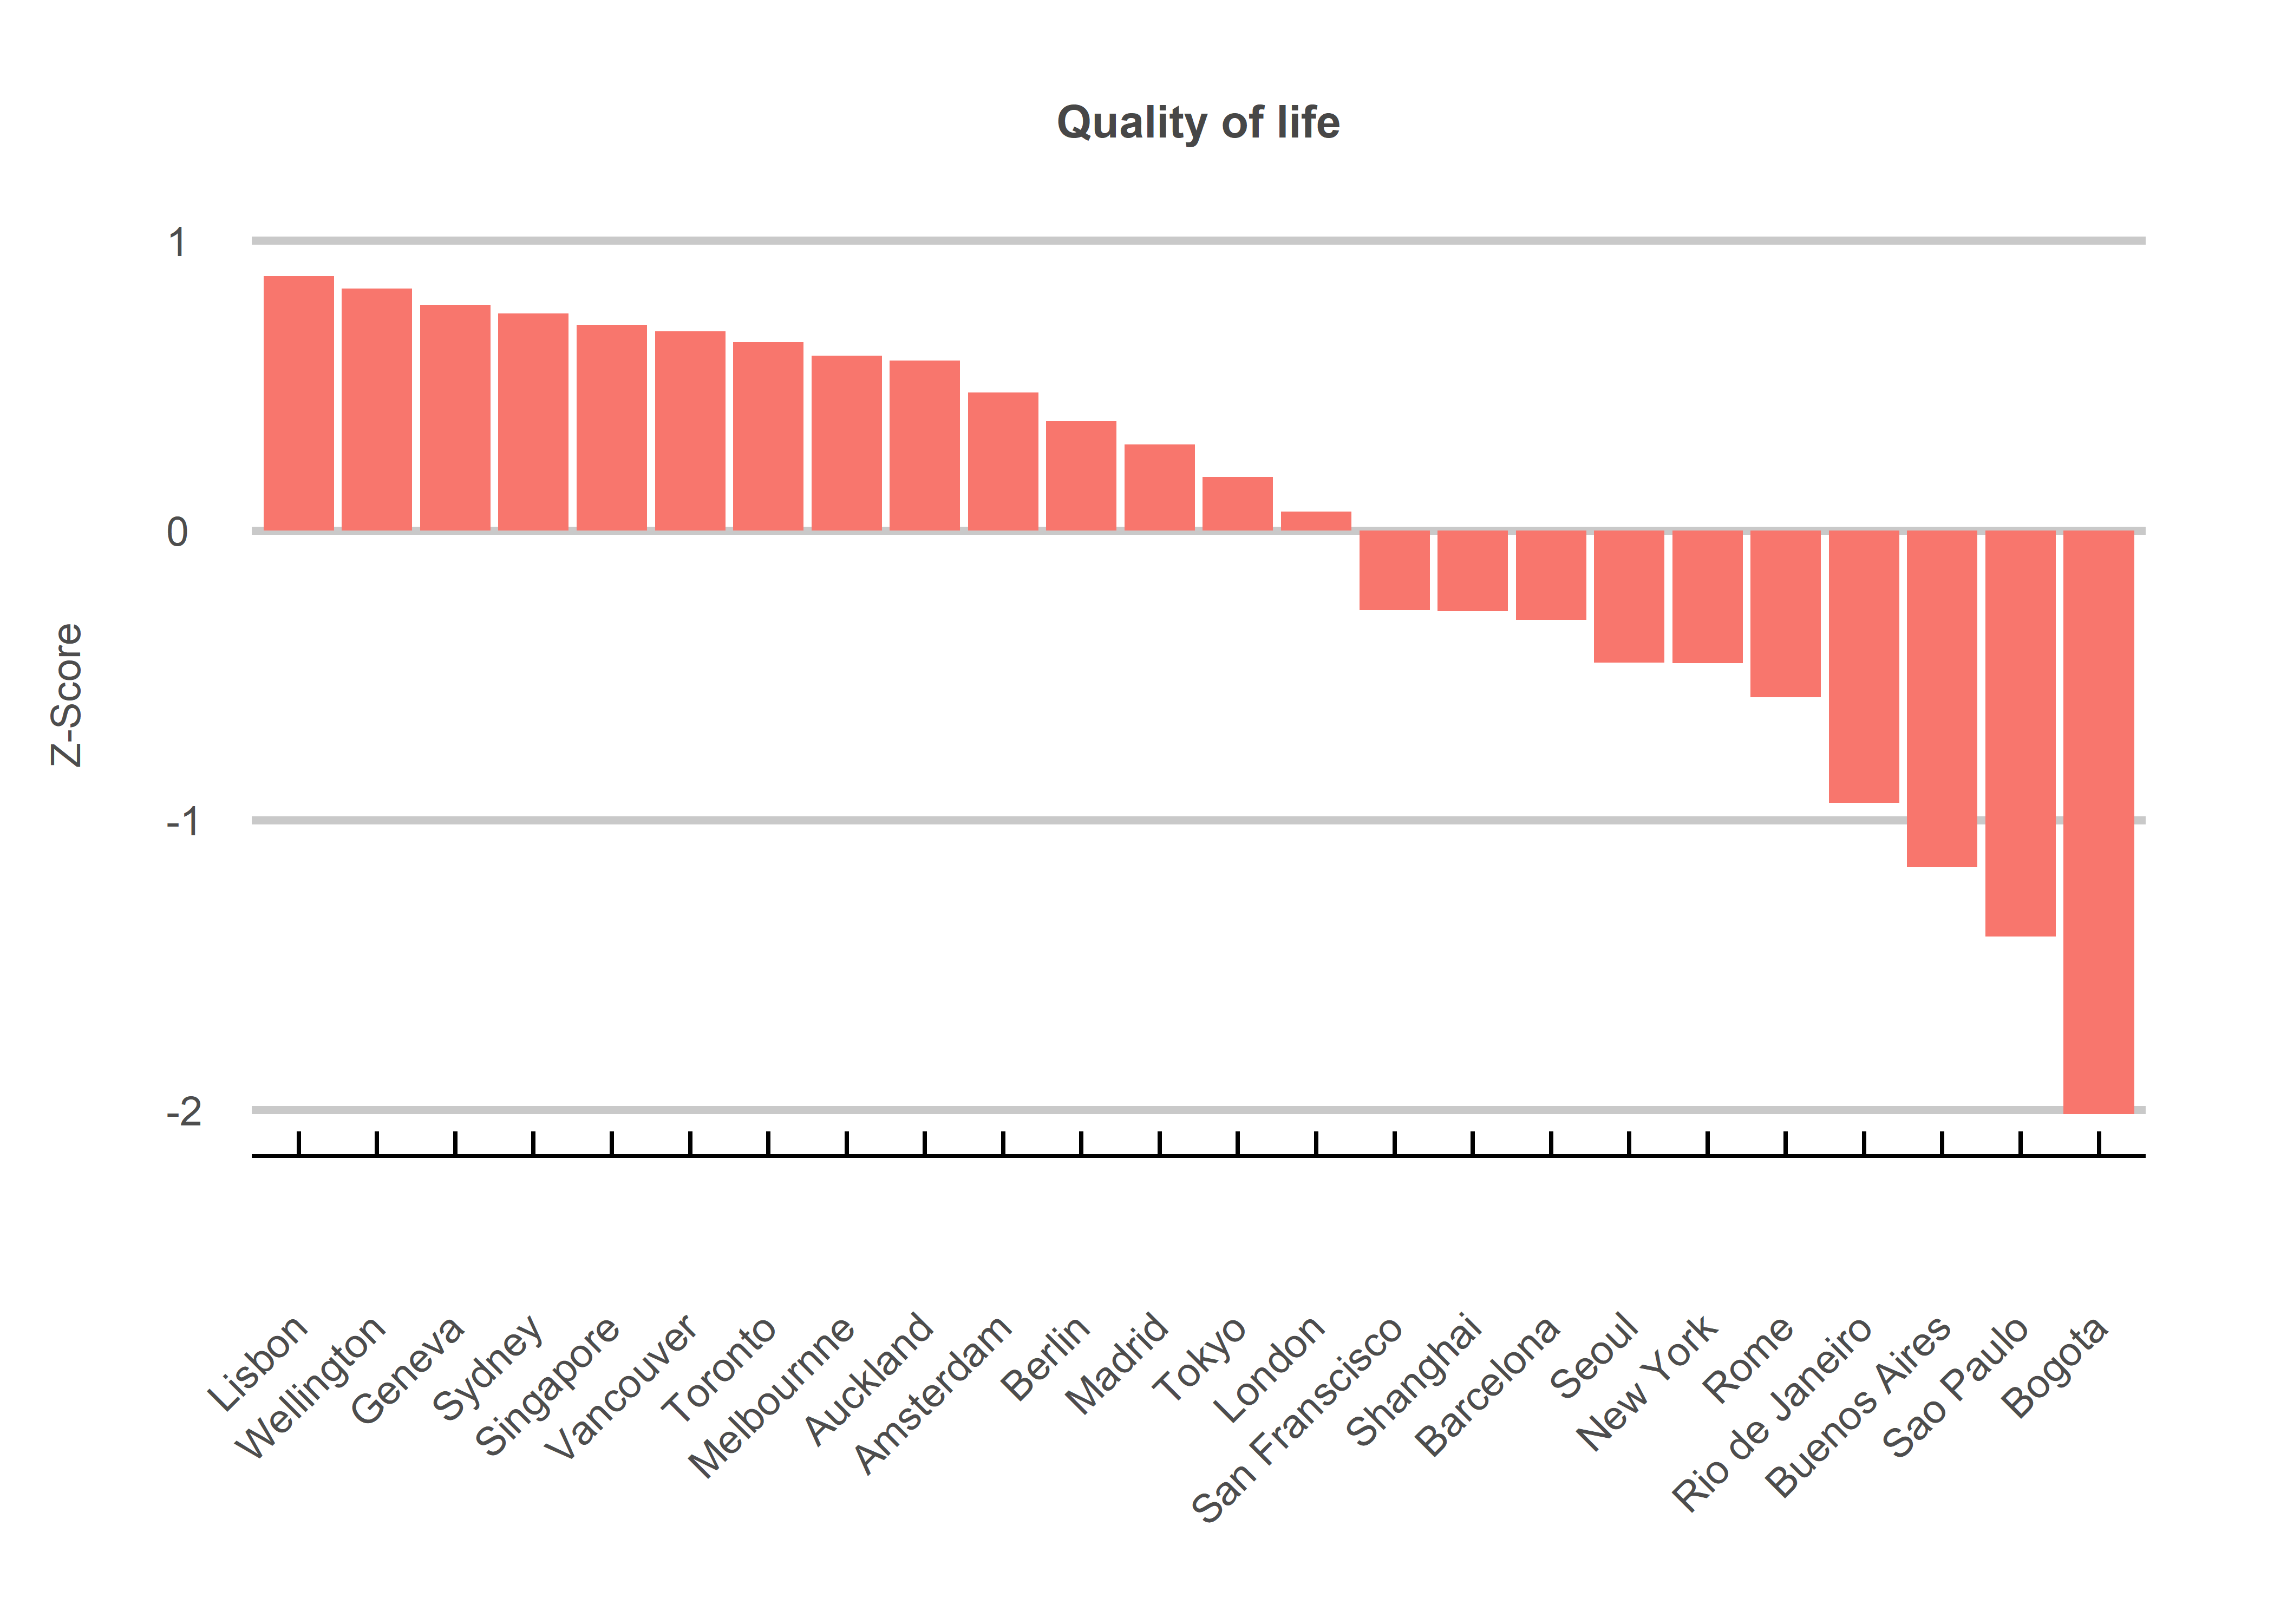 Quality of life
1
0
-1
-2
Z-Score
Lisbon
Wellington
Geneva
Sydney
Singapore
Vancouver
Toronto
Melbournne
Auckland
Amsterdam
Berlin
Madrid
Tokyo
London
San Franscisco
Shanghai
Barcelona
Seoul
New York
Rome
Rio de Janeiro
Buenos Aires
Sao Paulo
Bogota